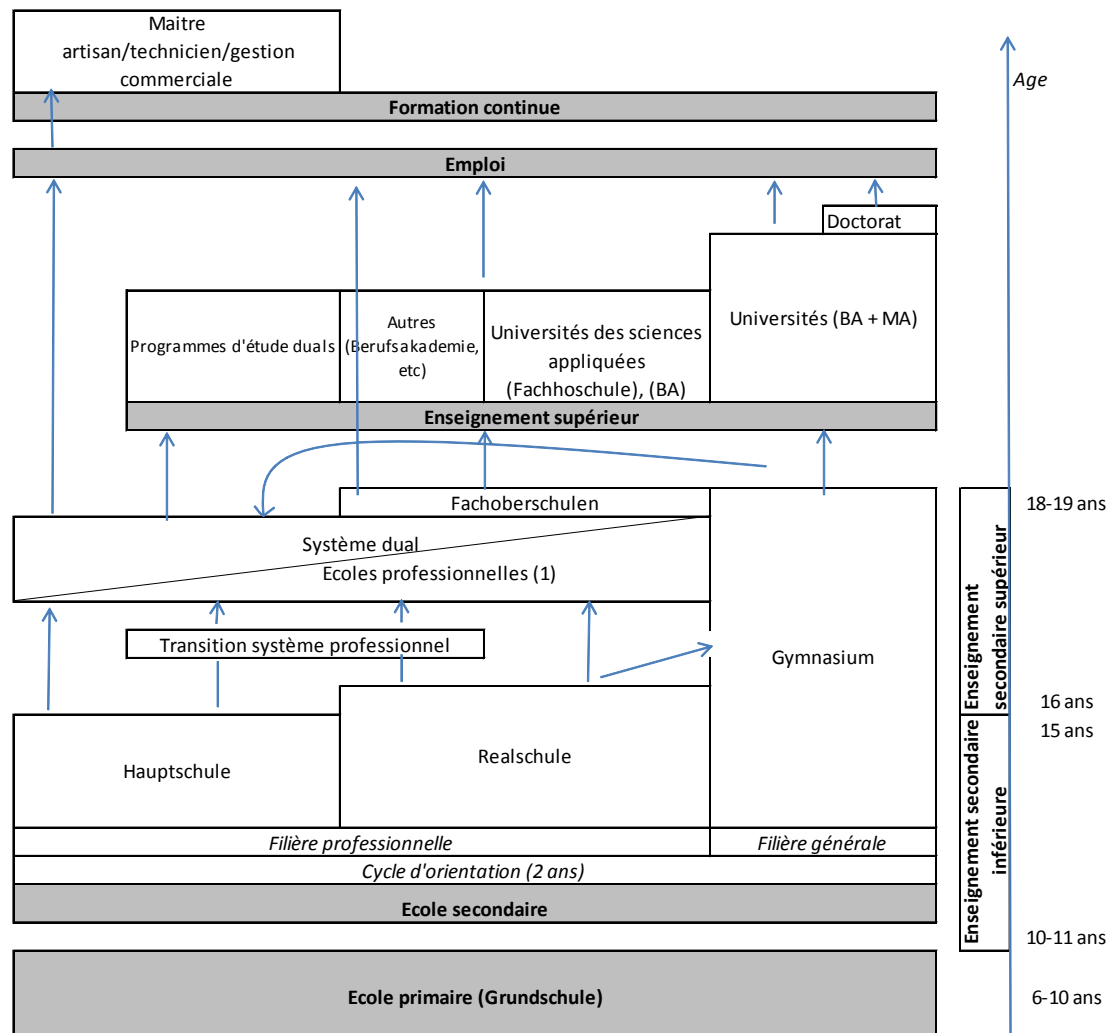 Maitre
artisan/technicien/gestion
commerciale
Age
Formation continue
Emploi
Doctorat
Universités (BA + MA)
Programmes d'étude duals
Autres
(Berufsakademie,
etc)
Universités des sciences
appliquées
(Fachhoschule), (BA)
Enseignement supérieur
Fachoberschulen
18-19 ans
Système dual
Ecoles professionnelles (1)
Enseignement
secondaire supérieur
Transition système professionnel
Gymnasium
16 ans
15 ans
Hauptschule
Realschule
Enseignement secondaire
inférieure
Filière professionnelle
Filière générale
Cycle d'orientation (2 ans)
Ecole secondaire
10-11 ans
Ecole primaire (Grundschule)
6-10 ans